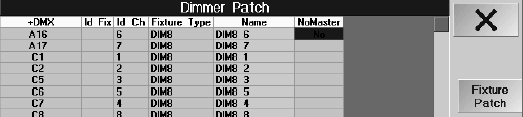 Dimmer Patch
+DMX Id Fix Id Ch Fixture Type Name NoMaster
A16 6 DIM8 DIM8 6 No
A17 7 DIM8 DIM8 7
C1 1 DIM8 DIM8 1
C2 2 DIM8 DIM8 2
C5 3 DIM8 DIM8 3
C6 5 DIM8 DIM8 5
C7 4 DIM8 DIM8 4
C8 8 DIM8 DIM8 8
Fixture
Patch